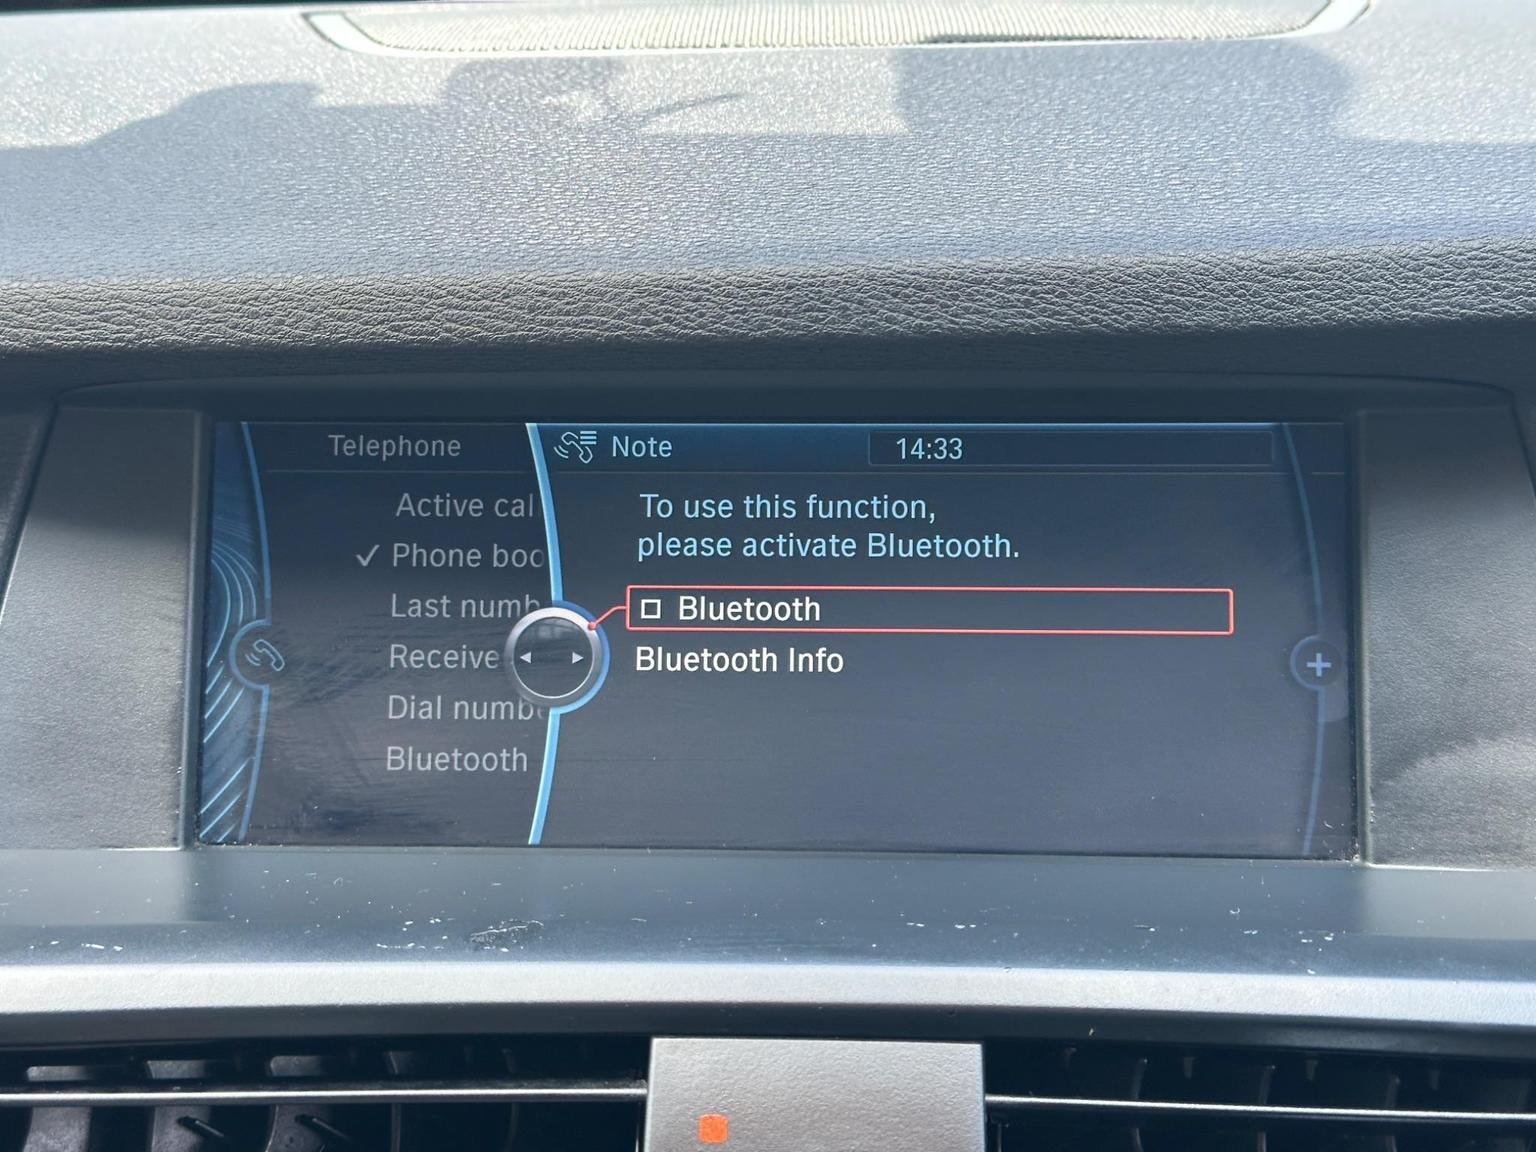 Telephone
Active cal
✓ Phone boo
Last numb
Receive
Dial numb
Bluetooth
Note
14:33
To use this function,
please activate Bluetooth.
Bluetooth
Bluetooth Info